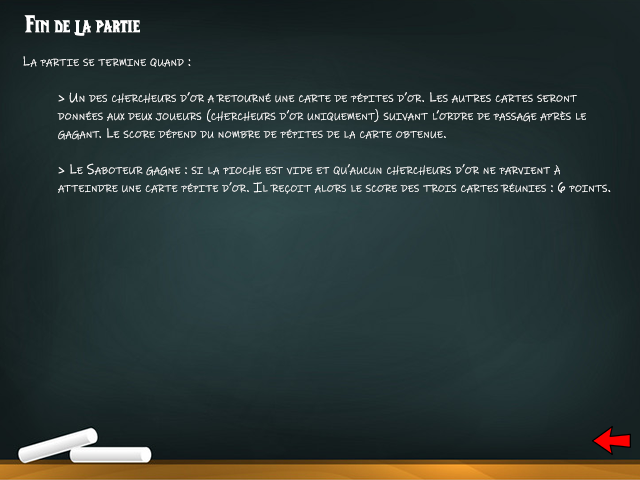 Fin de la partie
La partie se termine quand :
> Un des chercheurs d'or a retourné une carte de pépites d'or. Les autres cartes seront
données aux deux joueurs (chercheurs d'or uniquement) suivant l'ordre de passage après le
gagant. Le score dépend du nombre de pépites de la carte obtenue.
> Le Saboteur gagne : si la pioche est vide et qu'aucun chercheurs d'or ne parvient à
atteindre une carte pépite d'or. Il reçoit alors le score des trois cartes réunies : 6 points.